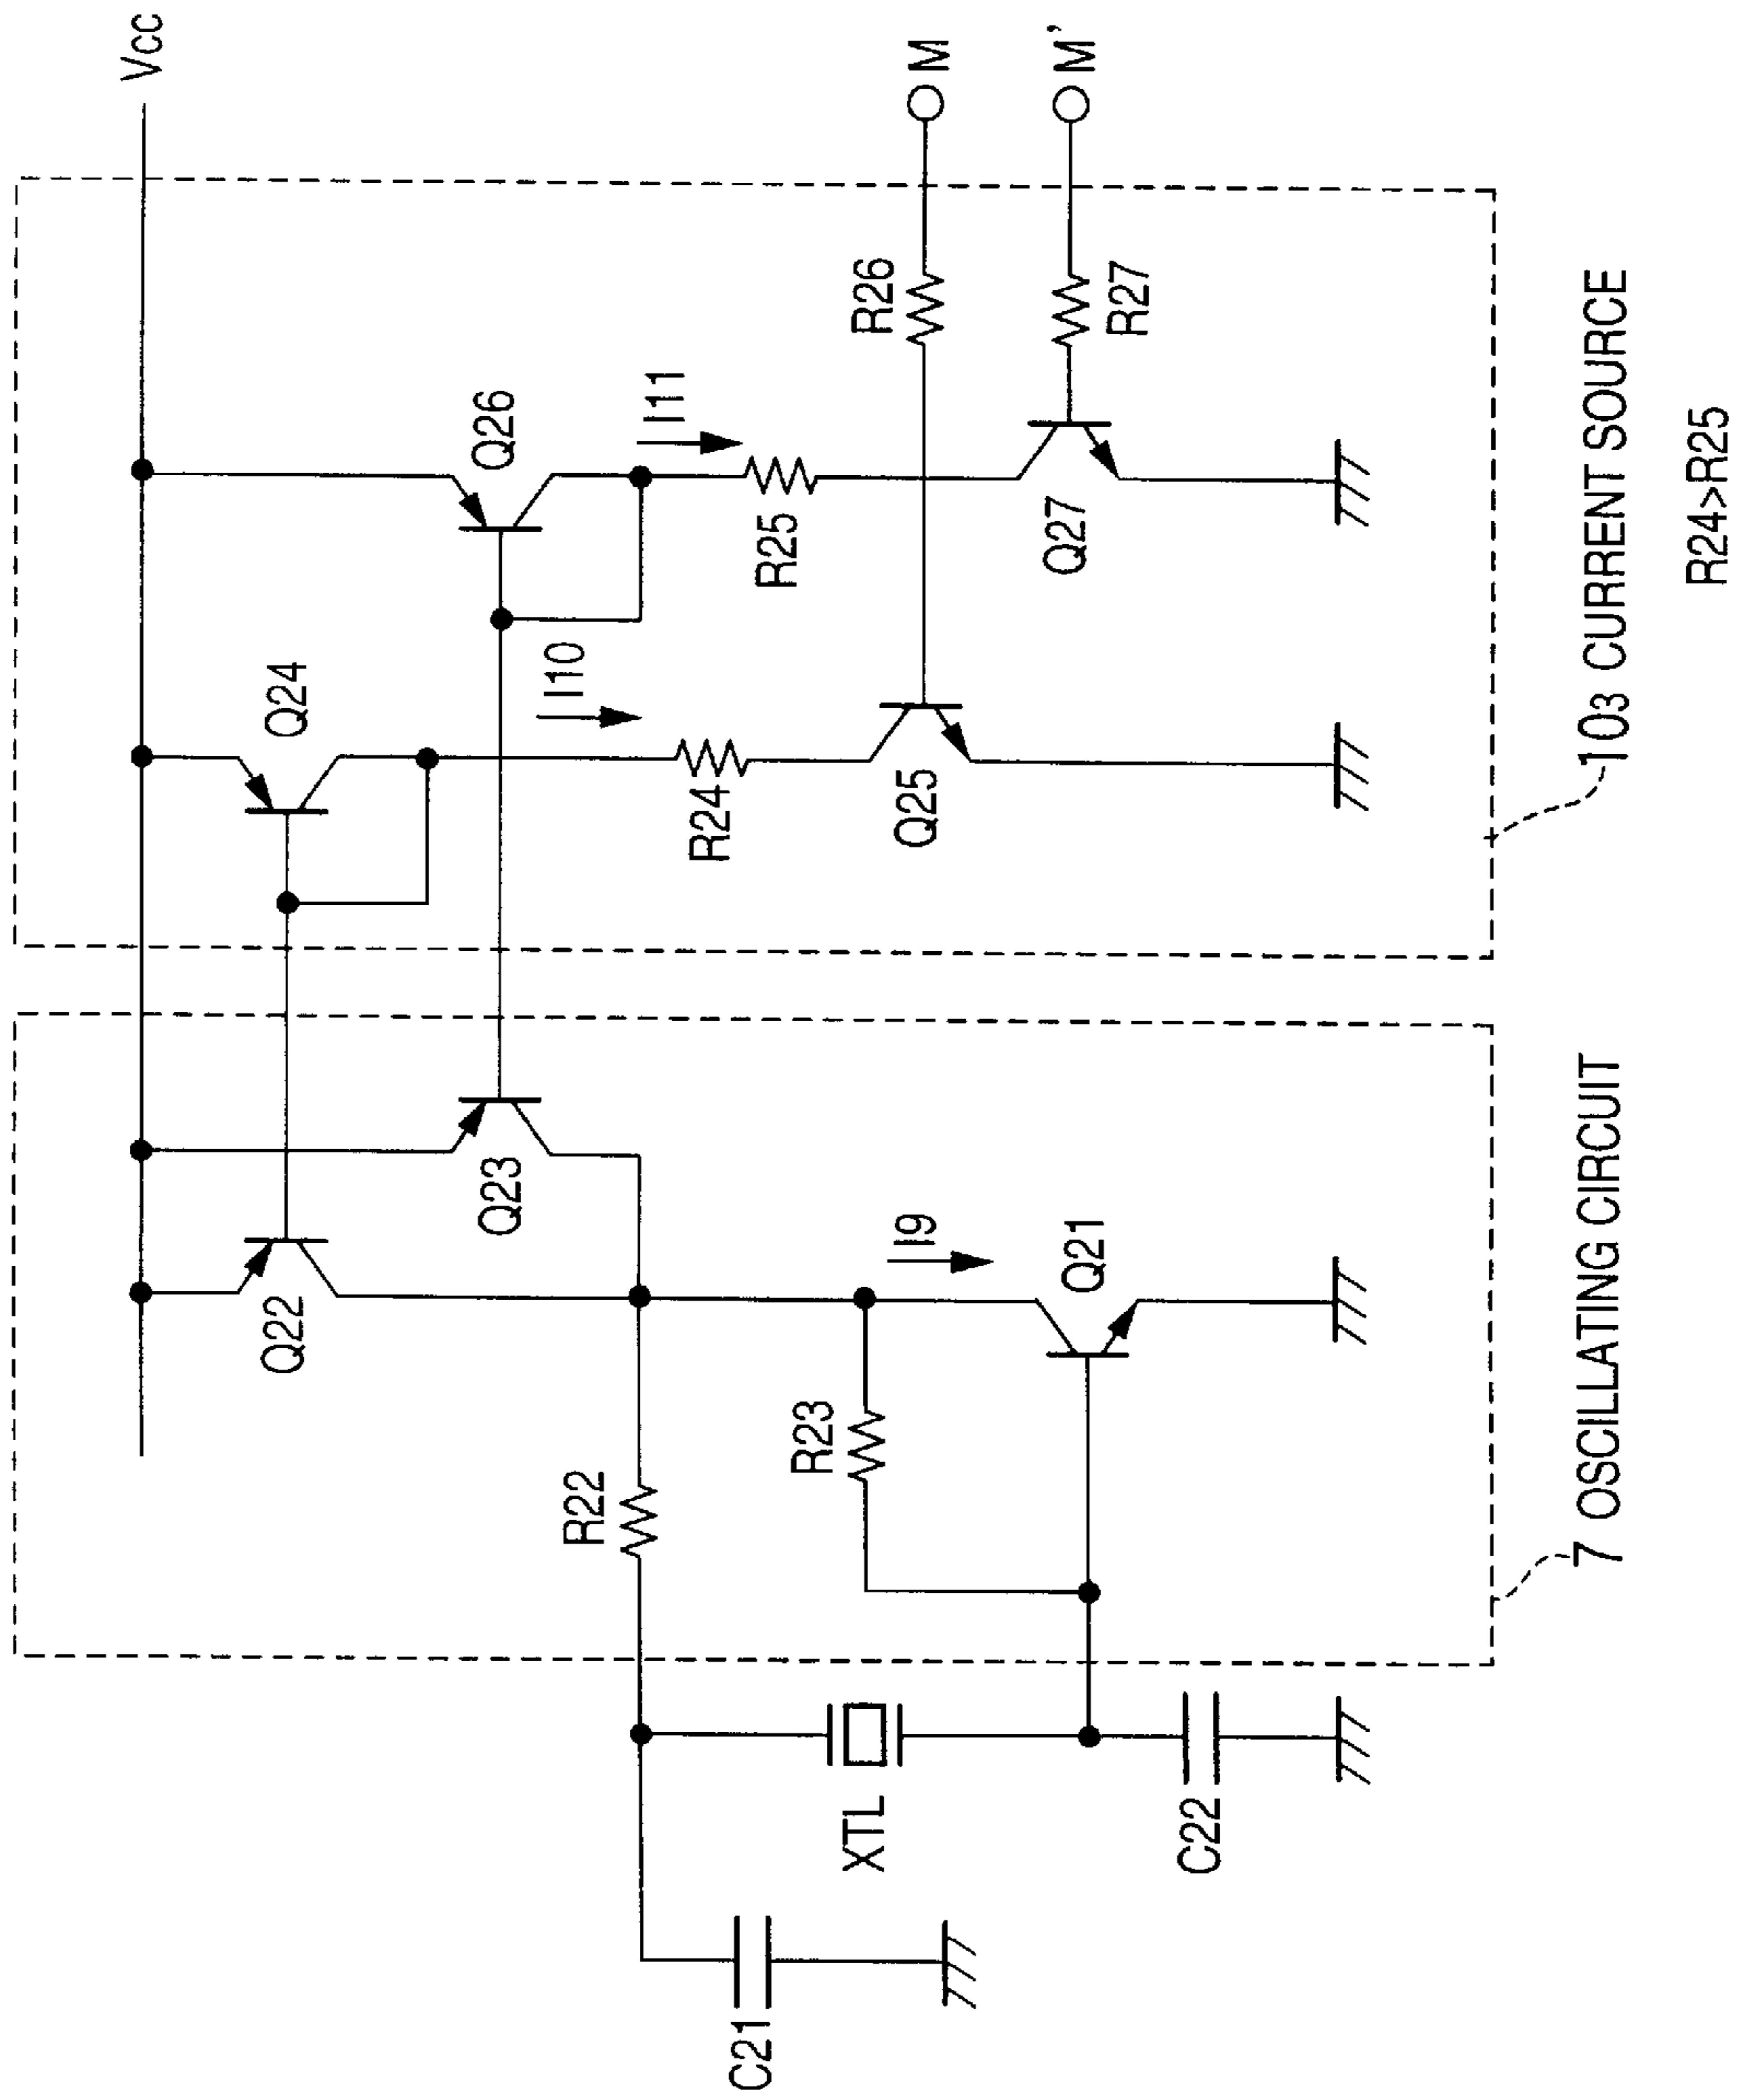 Vcc
Q22
Q23
Q24
Q26
I10
I11
R22
R23
I9
Q21
R24
R25
Q25
Q27
R26
M
R27
M'
C21
XTL
C22
7 OSCILLATING CIRCUIT
103 CURRENT SOURCE
R24>R25